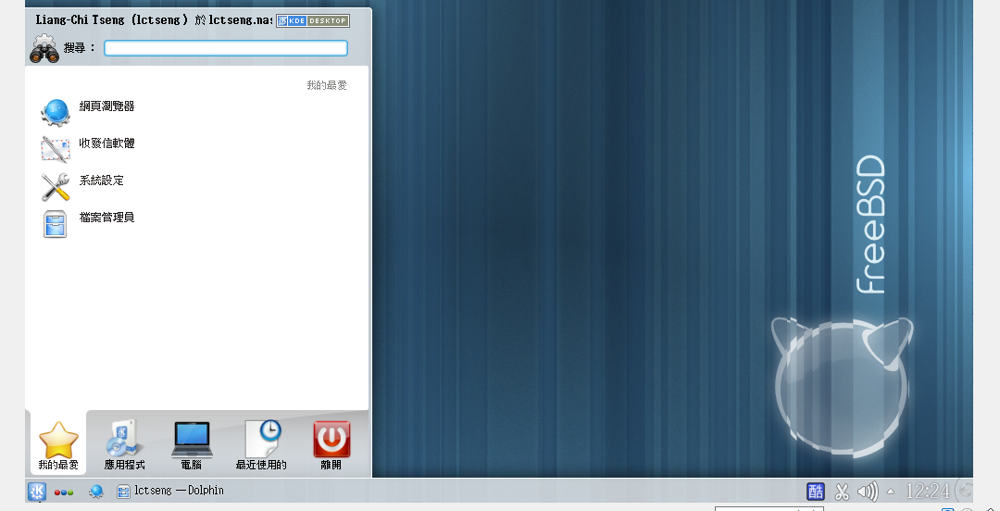 Liang-Chi Tseng (lctseng) 於 lctseng.nas
KDE DESKTOP
搜尋：
我的最愛
網頁瀏覽器
收發信軟體
系統設定
檔案管理員
freeBSD
我的最愛
應用程式
電腦
最近使用的
離開
lctseng — Dolphin
酷
12:24